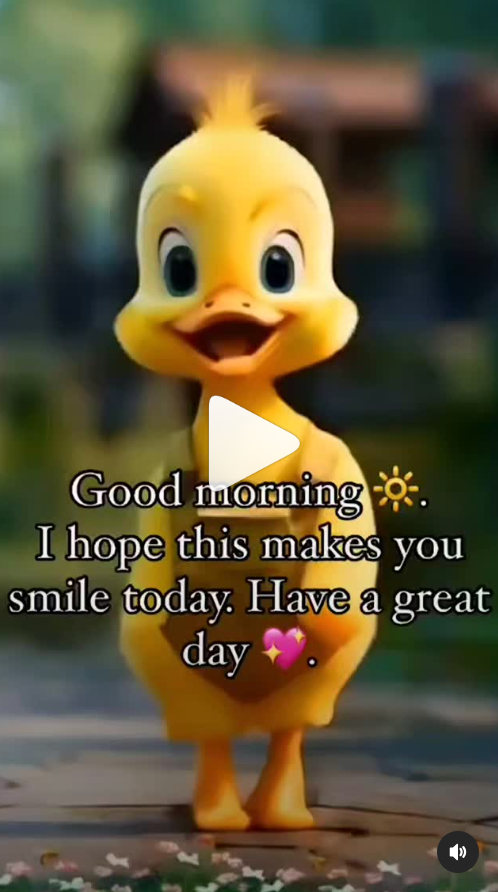 Good morning 🔆.
I hope this makes you
smile today. Have a great
day 💖.